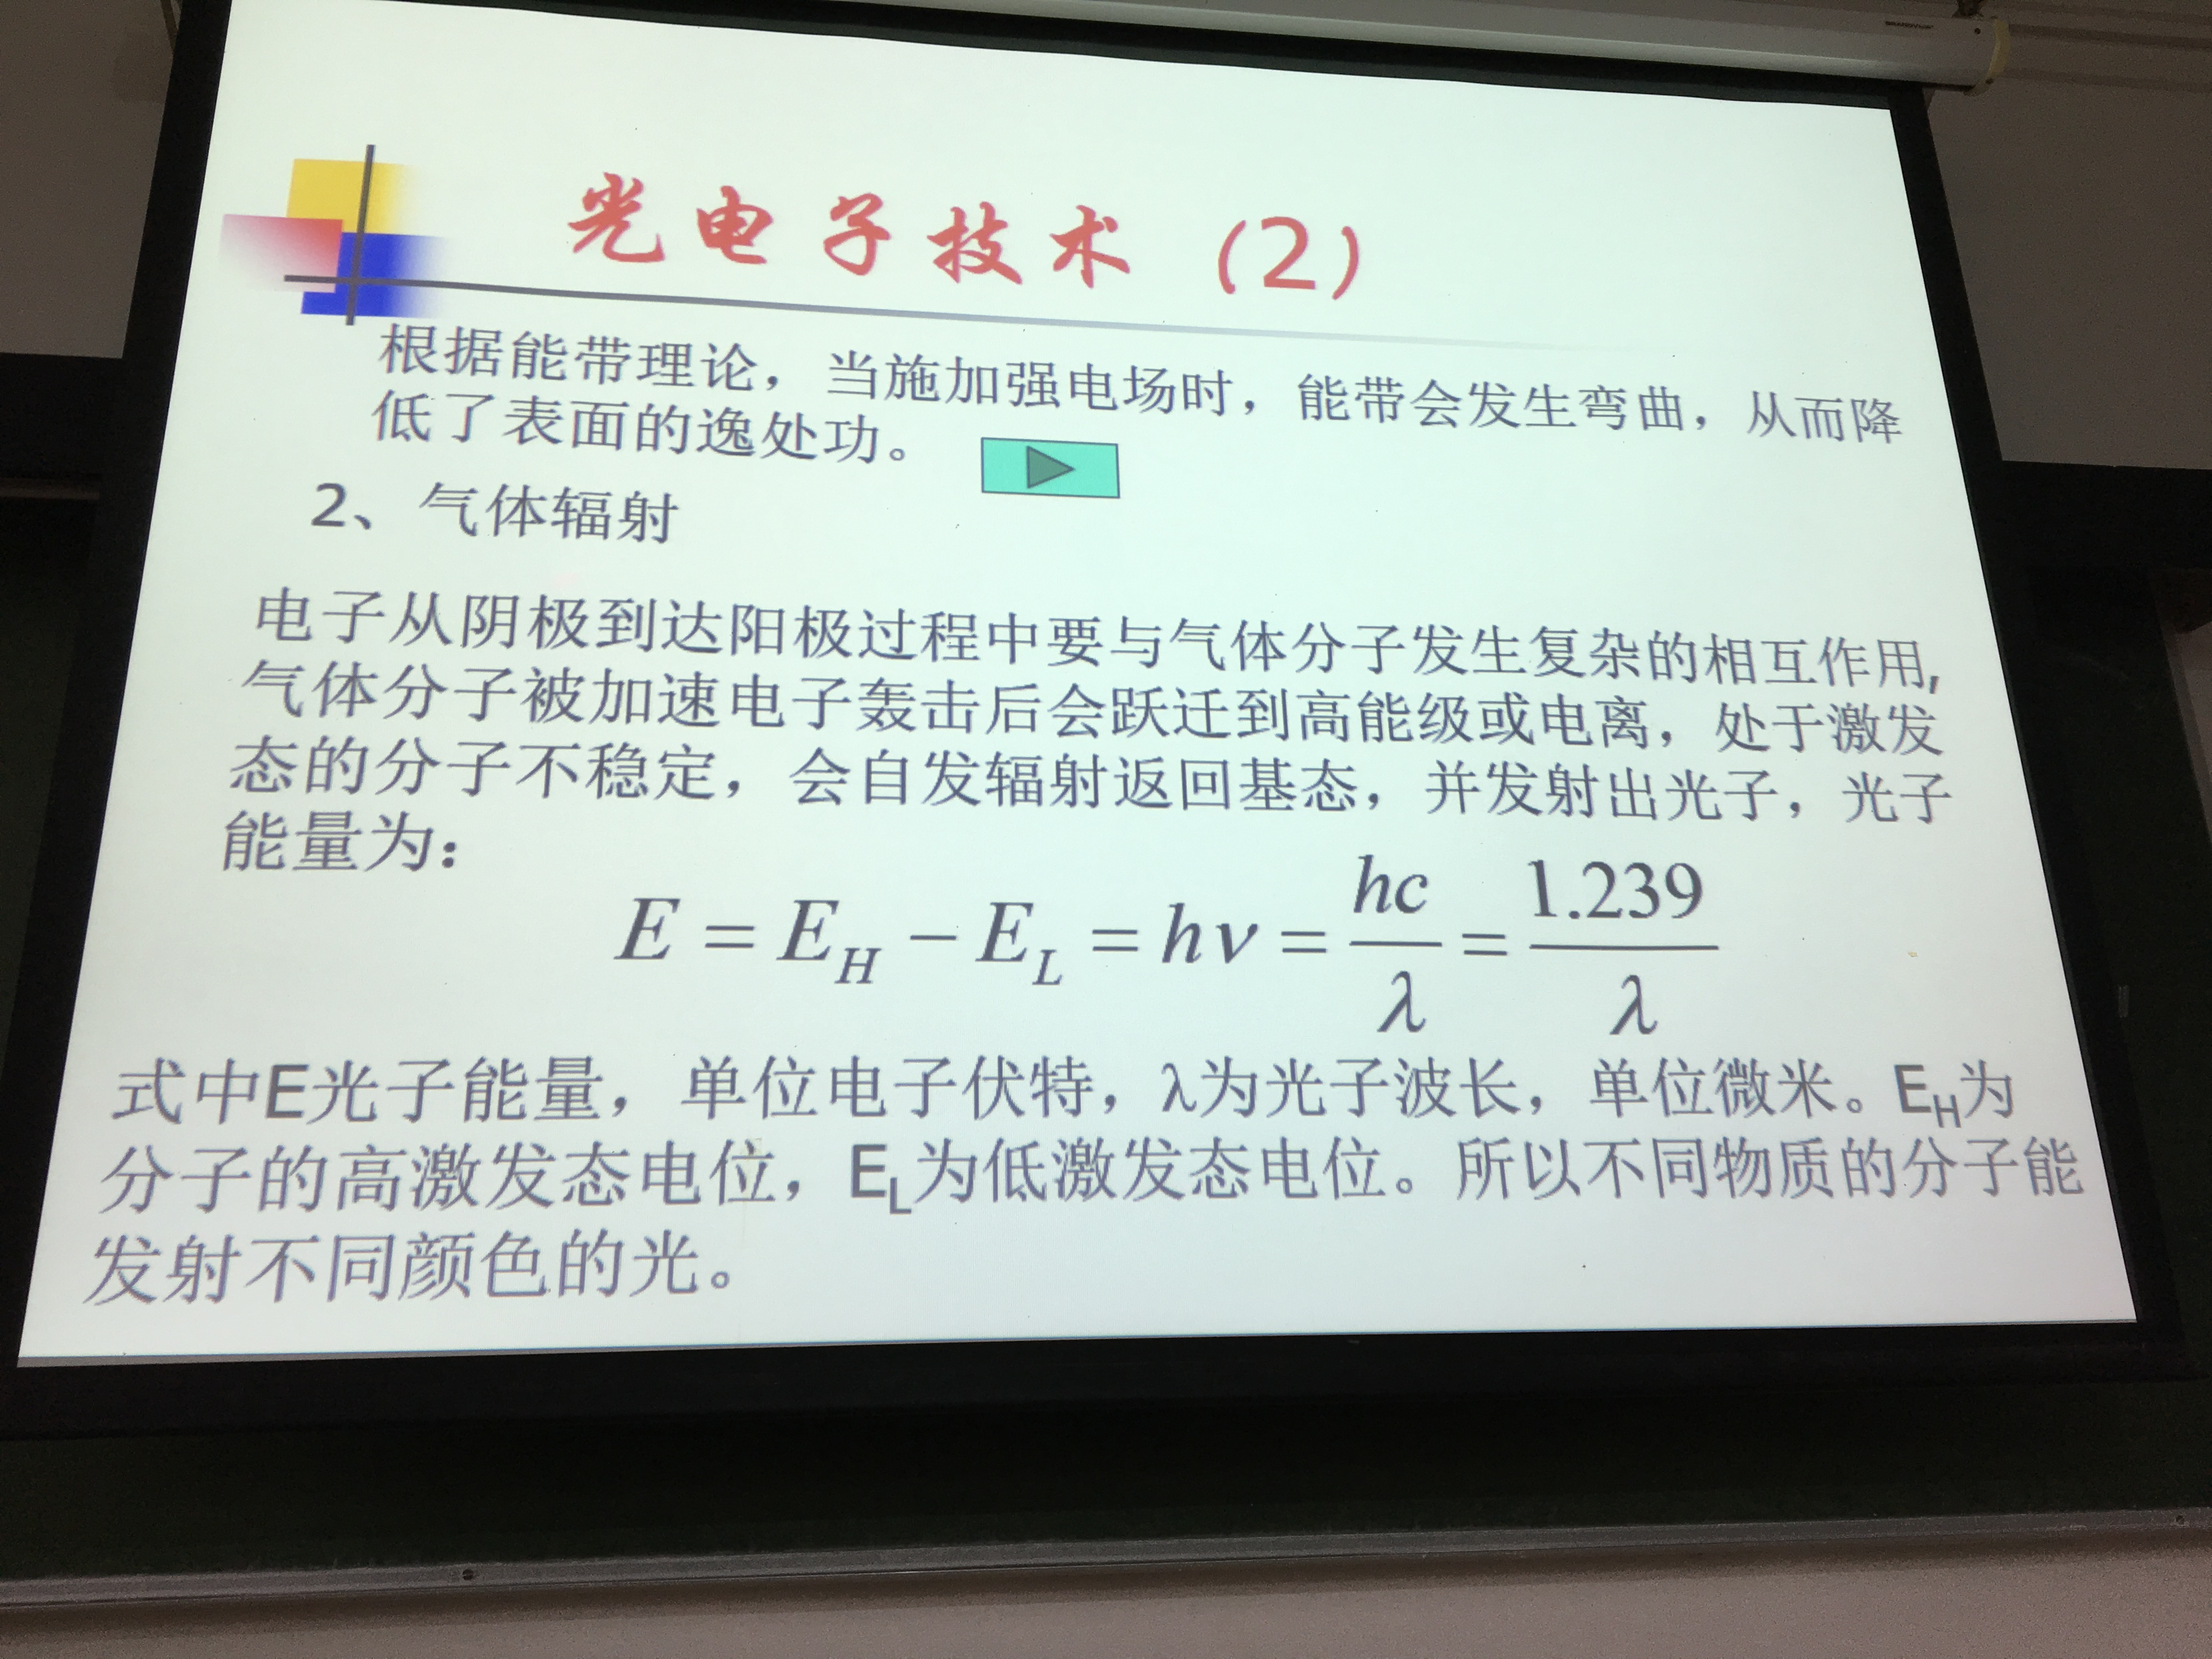 光电子技术（2）
根据能带理论，当施加强电场时，能带会发生弯曲，从而降
低了表面的逸处功。
2、气体辐射
电子从阴极到达阳极过程中要与气体分子发生复杂的相互作用,
气体分子被加速电子轰击后会跃迁到高能级或电离，处于激发
态的分子不稳定，会自发辐射返回基态，并发射出光子，光子
能量为：
E = E_H − E_L = hν = hc/λ = 1.239/λ
式中E光子能量，单位电子伏特，λ为光子波长，单位微米。E_H为
分子的高激发态电位，E_L为低激发态电位。所以不同物质的分子能
发射不同颜色的光。